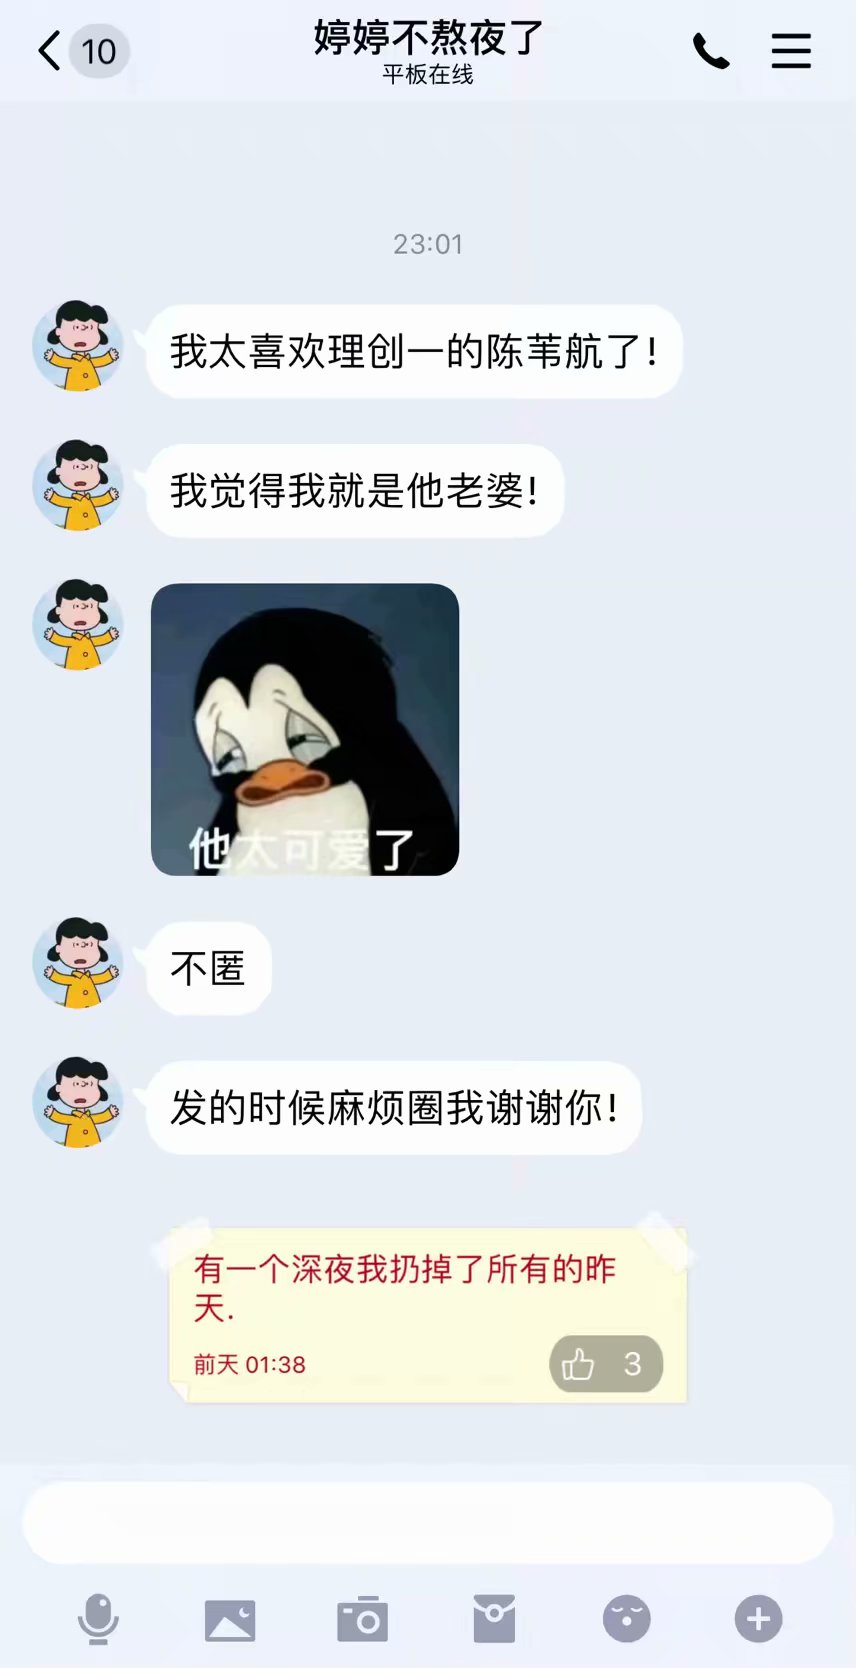 10
婷婷不熬夜了
平板在线
23:01
我太喜欢理创一的陈苇航了!
我觉得我就是他老婆!
他太可爱了
不匿
发的时候麻烦圈我谢谢你!
有一个深夜我扔掉了所有的昨
天.
前天 01:38
3